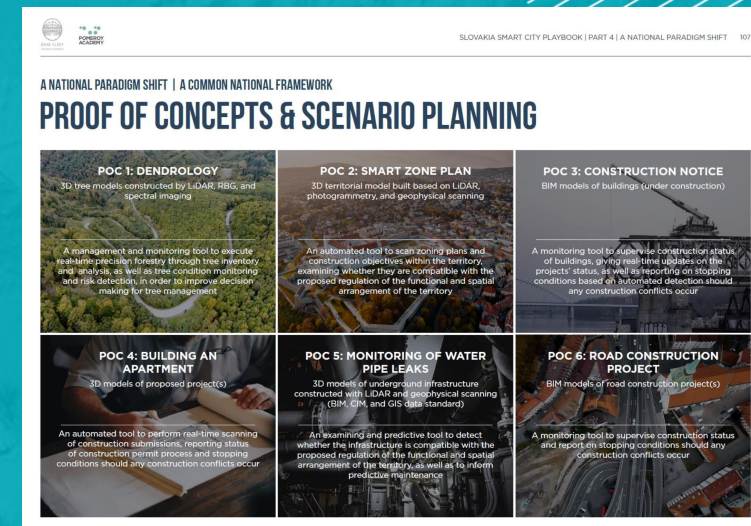 POMEROY
ACADEMY
SLOVAKIA SMART CITY PLAYBOOK | PART 4 | A NATIONAL PARADIGM SHIFT 107
A NATIONAL PARADIGM SHIFT | A COMMON NATIONAL FRAMEWORK
PROOF OF CONCEPTS & SCENARIO PLANNING
POC 1: DENDROLOGY
3D tree models constructed by LiDAR, RBG, and
spectral imaging
A management and monitoring tool to execute
real-time precision forestry through tree inventory
and analysis, as well as tree condition monitoring
and risk detection, in order to improve decision
making for tree management
POC 2: SMART ZONE PLAN
3D territorial model built based on LiDAR,
photogrammetry, and geophysical scanning
An automated tool to scan zoning plans and
construction objectives within the territory,
examining whether they are compatible with the
proposed regulation of the functional and spatial
arrangement of the territory
POC 3: CONSTRUCTION NOTICE
BIM models of buildings (under construction)
A monitoring tool to supervise construction status
of buildings, giving real-time updates on the
projects' status, as well as reporting on stopping
conditions based on automated detection should
any construction conflicts occur
POC 4: BUILDING AN
APARTMENT
3D models of proposed project(s)
An automated tool to perform real-time scanning
of construction submissions, reporting status
of construction permit process and stopping
conditions should any construction conflicts occur
POC 5: MONITORING OF WATER
PIPE LEAKS
3D models of underground infrastructure
constructed with LiDAR and geophysical scanning
(BIM, CIM, and GIS data standard)
An examining and predictive tool to detect
whether the infrastructure is compatible with the
proposed regulation of the functional and spatial
arrangement of the territory, as well as to inform
predictive maintenance
POC 6: ROAD CONSTRUCTION
PROJECT
BIM models of road construction project(s)
A monitoring tool to supervise construction status
and report on stopping conditions should any
construction conflicts occur